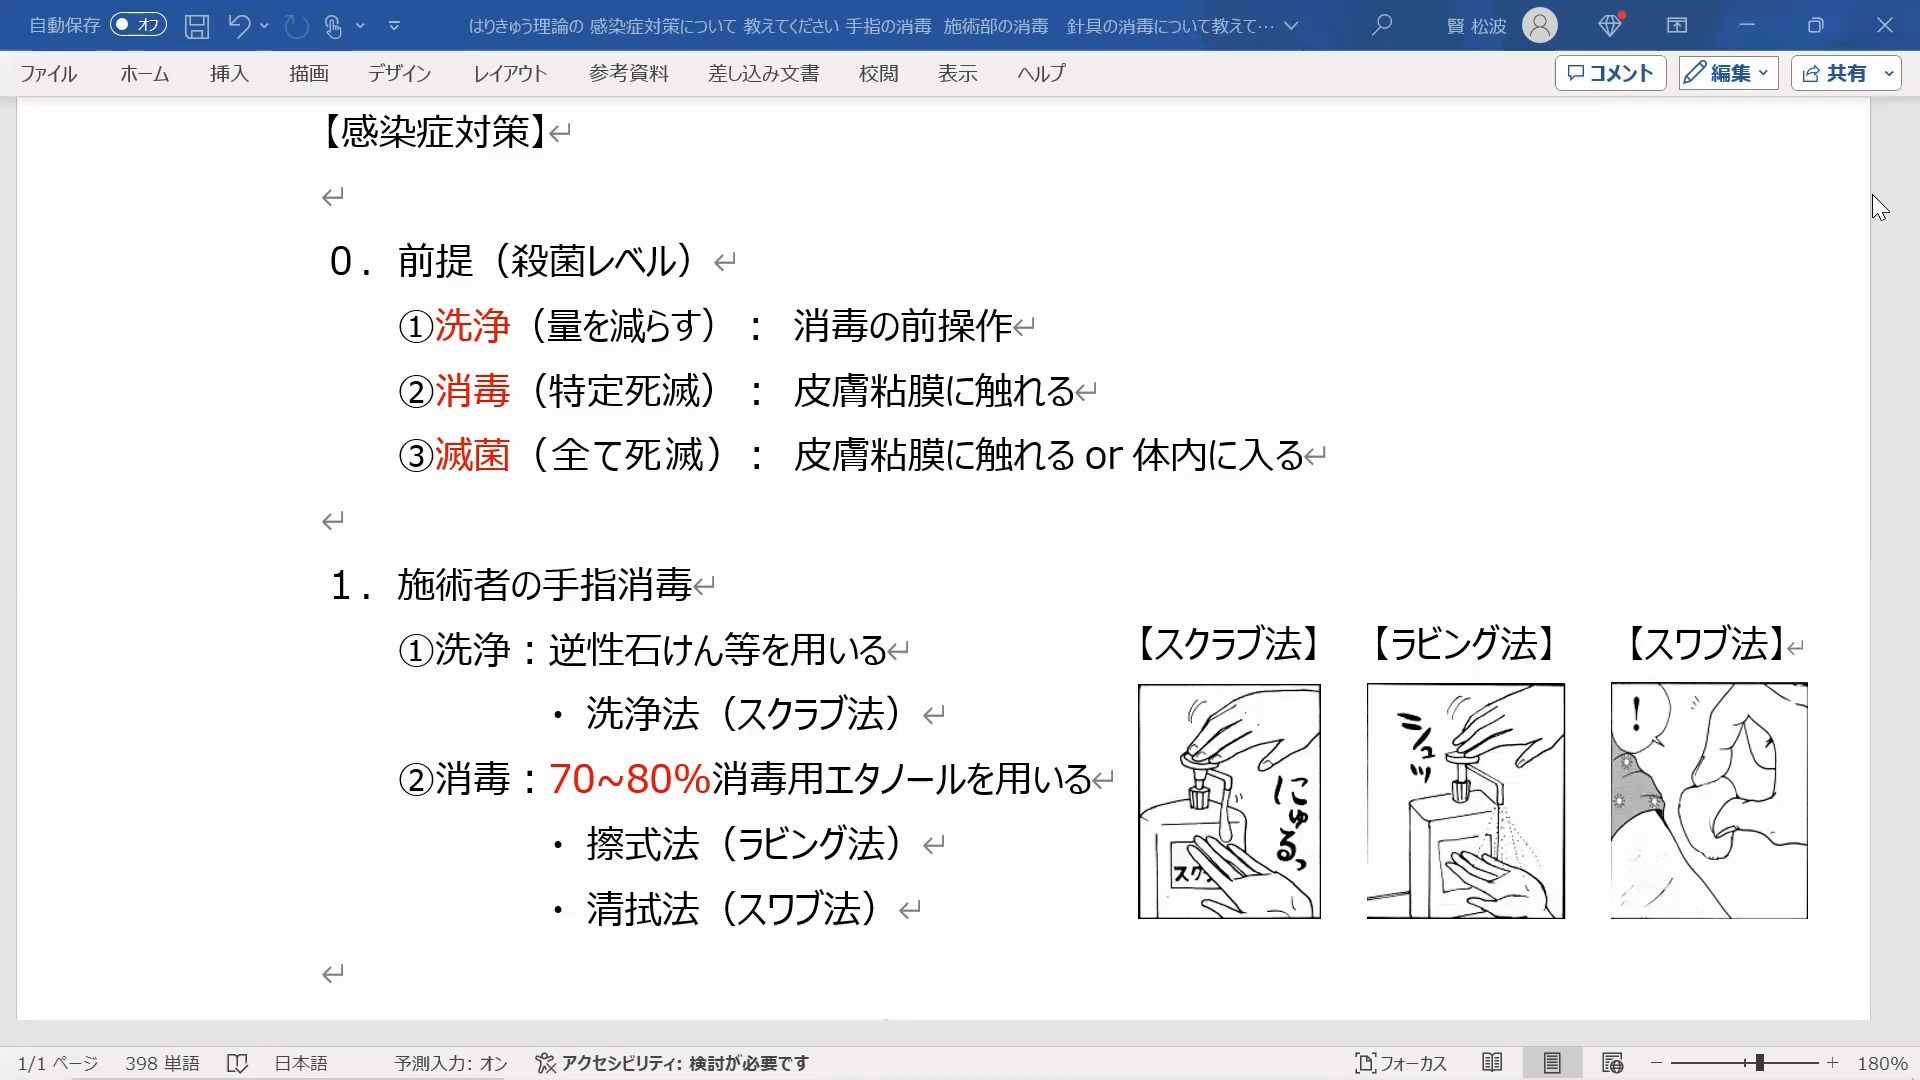 自動保存 オフ はりきゅう理論の 感染症対策について 教えてください 手指の消毒 施術部の消毒 針具の消毒について教えて… 賢 松波
ファイル ホーム 挿入 描画 デザイン レイアウト 参考資料 差し込み文書 校閲 表示 ヘルプ コメント 編集 共有
【感染症対策】
0．前提（殺菌レベル）
①洗浄（量を減らす）： 消毒の前操作
②消毒（特定死滅）： 皮膚粘膜に触れる
③滅菌（全て死滅）： 皮膚粘膜に触れる or 体内に入る
1．施術者の手指消毒
①洗浄：逆性石けん等を用いる
・洗浄法（スクラブ法）
②消毒：70~80%消毒用エタノールを用いる
・擦式法（ラビング法）
・清拭法（スワブ法）
【スクラブ法】 【ラビング法】 【スワブ法】
にゅるっ
スク
シュッ
！
1/1 ページ 398 単語 日本語 予測入力: オン アクセシビリティ: 検討が必要です フォーカス 180%